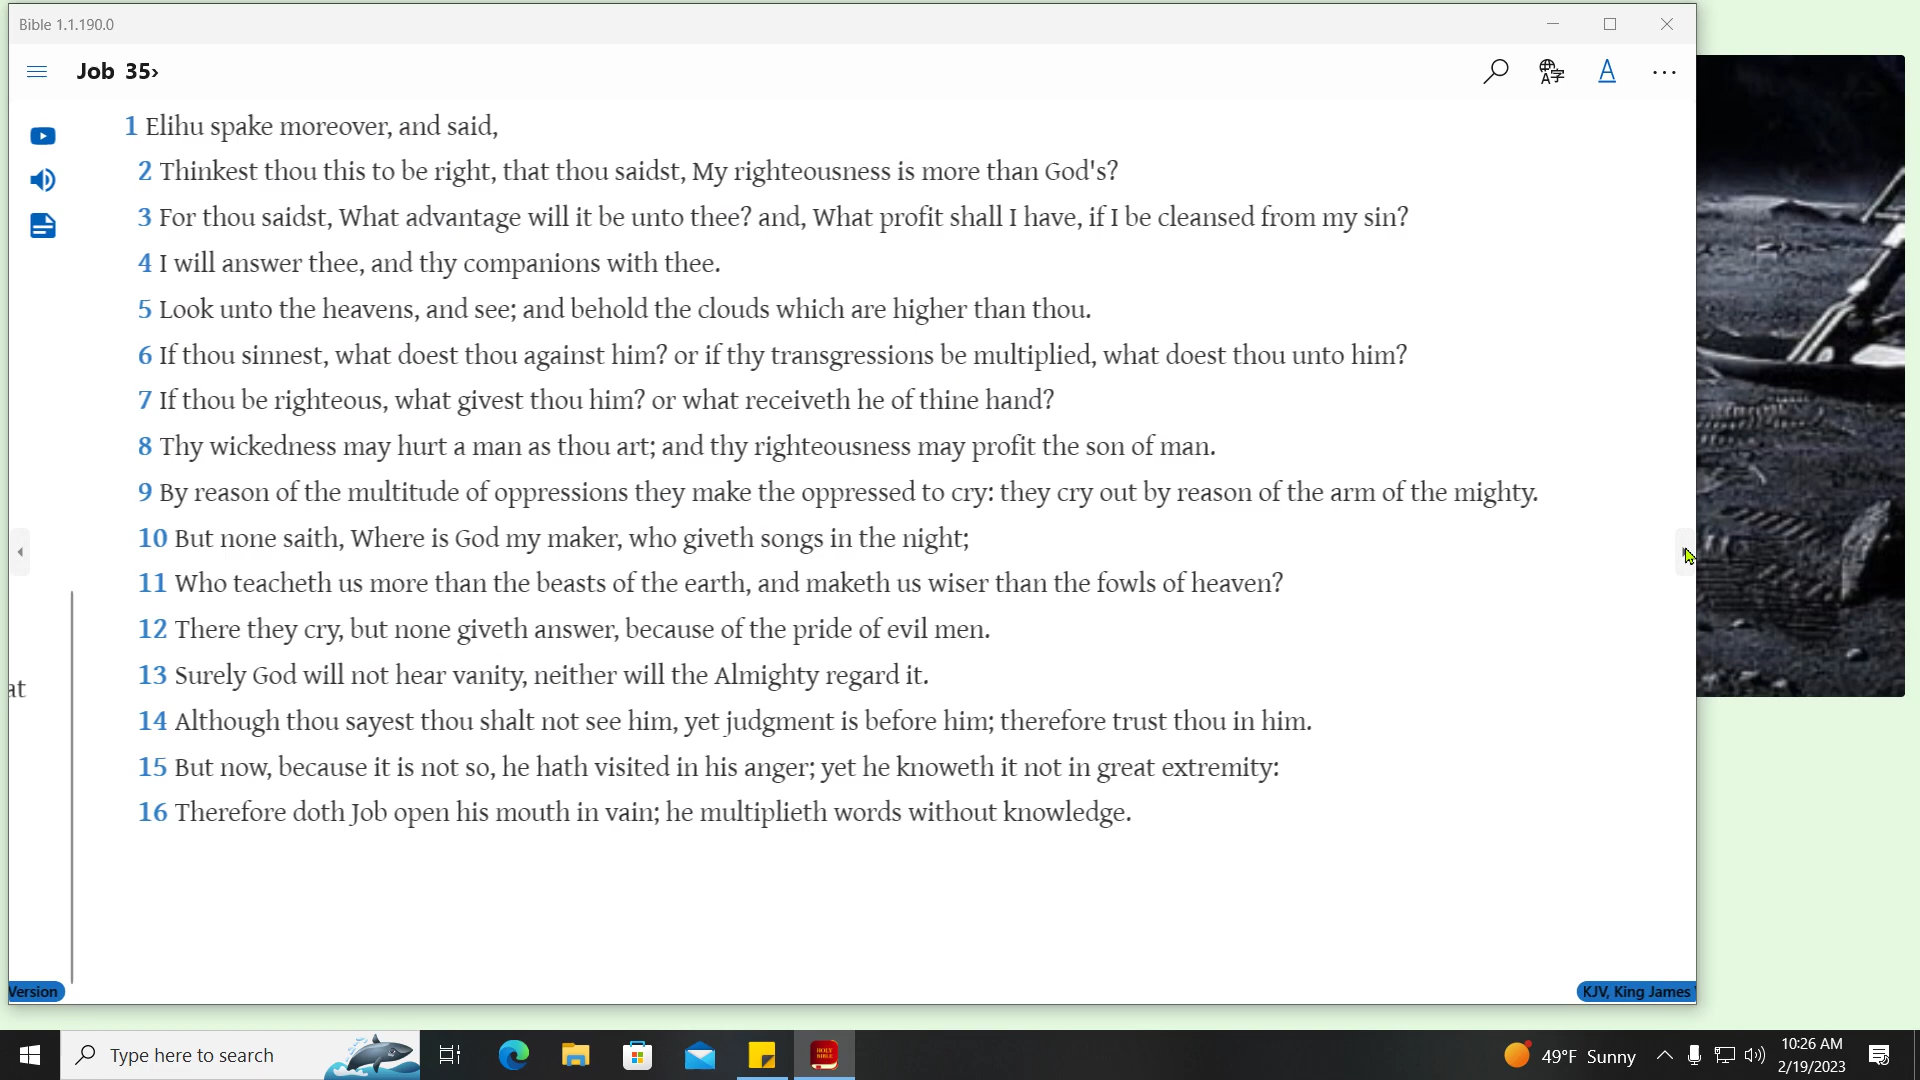 Bible 1.1.190.0
Job 35›
1 Elihu spake moreover, and said,
2 Thinkest thou this to be right, that thou saidst, My righteousness is more than God's?
3 For thou saidst, What advantage will it be unto thee? and, What profit shall I have, if I be cleansed from my sin?
4 I will answer thee, and thy companions with thee.
5 Look unto the heavens, and see; and behold the clouds which are higher than thou.
6 If thou sinnest, what doest thou against him? or if thy transgressions be multiplied, what doest thou unto him?
7 If thou be righteous, what givest thou him? or what receiveth he of thine hand?
8 Thy wickedness may hurt a man as thou art; and thy righteousness may profit the son of man.
9 By reason of the multitude of oppressions they make the oppressed to cry: they cry out by reason of the arm of the mighty.
10 But none saith, Where is God my maker, who giveth songs in the night;
11 Who teacheth us more than the beasts of the earth, and maketh us wiser than the fowls of heaven?
12 There they cry, but none giveth answer, because of the pride of evil men.
13 Surely God will not hear vanity, neither will the Almighty regard it.
at
14 Although thou sayest thou shalt not see him, yet judgment is before him; therefore trust thou in him.
15 But now, because it is not so, he hath visited in his anger; yet he knoweth it not in great extremity:
16 Therefore doth Job open his mouth in vain; he multiplieth words without knowledge.
Version
KJV, King James
Type here to search
HOLY BIBLE
49°F Sunny
10:26 AM
2/19/2023